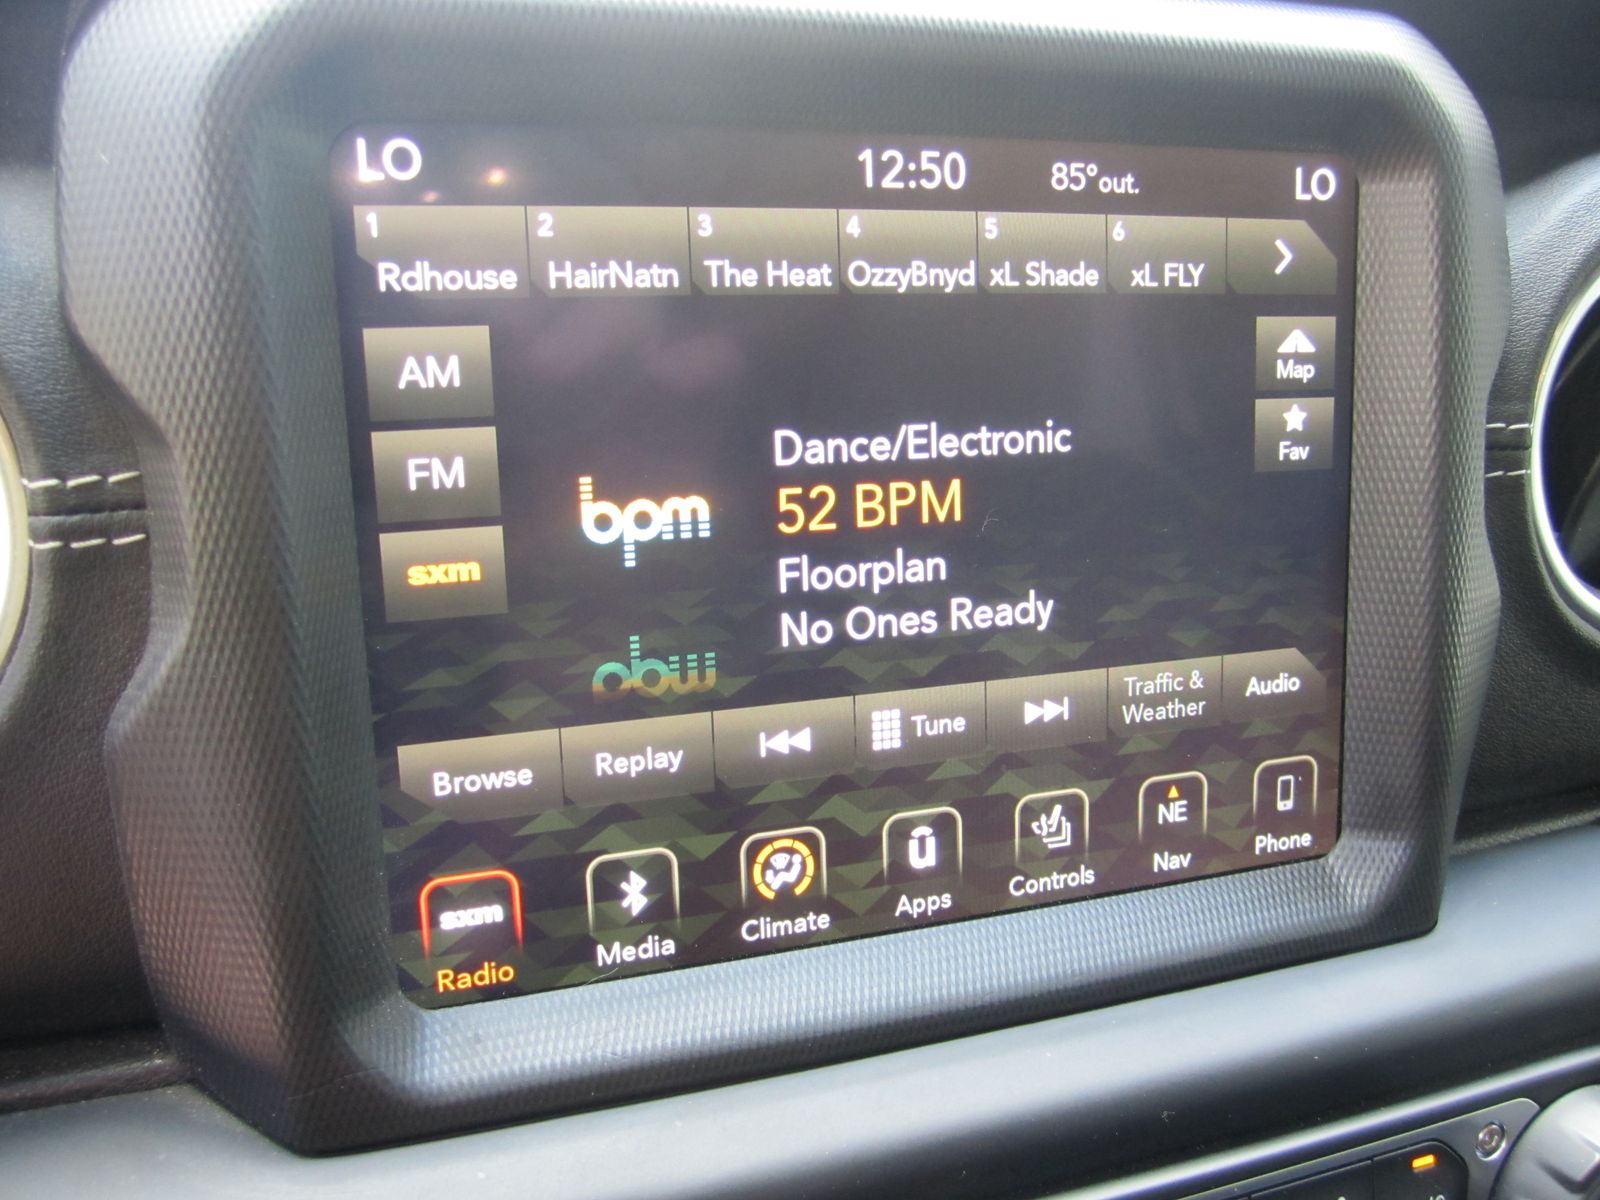 LO 12:50 85°out. LO
1 2 3 4 5 6
Rdhouse HairNatn The Heat OzzyBnyd xL Shade xL FLY
AM
Map
FM
Fav
sxm
bpm
Dance/Electronic
52 BPM
Floorplan
No Ones Ready
Browse Replay Tune Traffic & Weather Audio
sxm
NE
Radio Media Climate Apps Controls Nav Phone